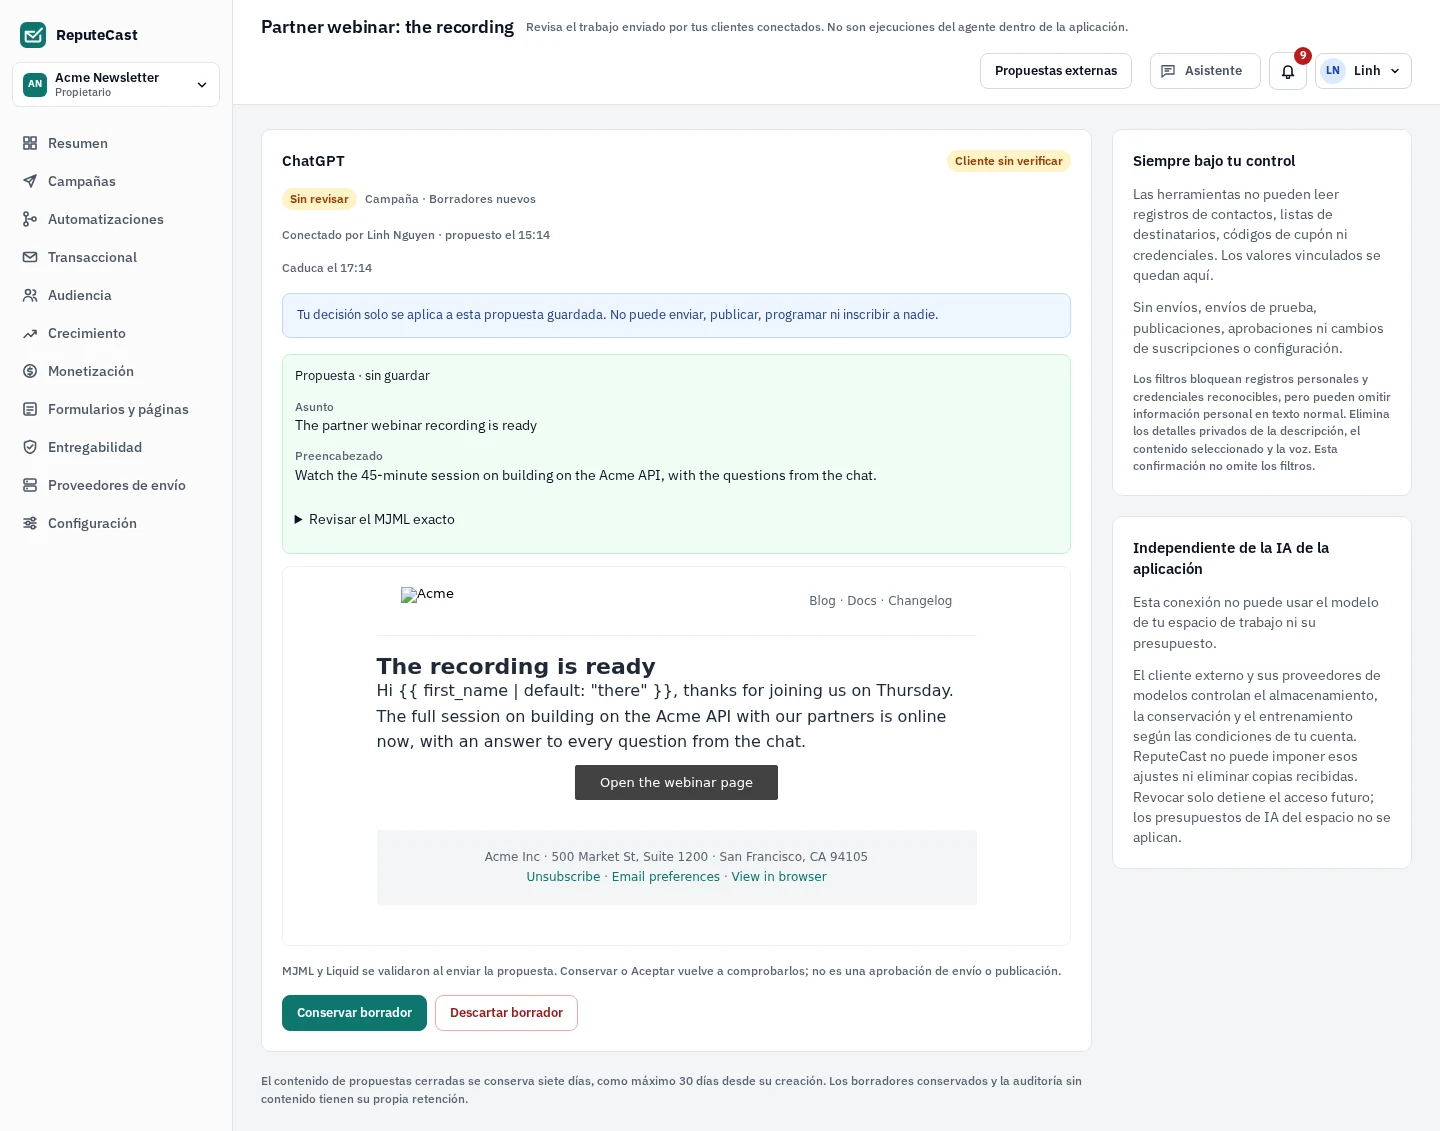 ReputeCast
AN
Acme Newsletter
Propietario
Resumen
Campañas
Automatizaciones
Transaccional
Audiencia
Crecimiento
Monetización
Formularios y páginas
Entregabilidad
Proveedores de envío
Configuración
Partner webinar: the recording
Revisa el trabajo enviado por tus clientes conectados. No son ejecuciones del agente dentro de la aplicación.
Propuestas externas
Asistente
9
LN
Linh
ChatGPT
Cliente sin verificar
Sin revisar
Campaña · Borradores nuevos
Conectado por Linh Nguyen · propuesto el 15:14
Caduca el 17:14
Tu decisión solo se aplica a esta propuesta guardada. No puede enviar, publicar, programar ni inscribir a nadie.
Propuesta · sin guardar
Asunto
The partner webinar recording is ready
Preencabezado
Watch the 45-minute session on building on the Acme API, with the questions from the chat.
Revisar el MJML exacto
Acme
Blog · Docs · Changelog
The recording is ready
Hi {{ first_name | default: "there" }}, thanks for joining us on Thursday.
The full session on building on the Acme API with our partners is online
now, with an answer to every question from the chat.
Open the webinar page
Acme Inc · 500 Market St, Suite 1200 · San Francisco, CA 94105
Unsubscribe · Email preferences · View in browser
MJML y Liquid se validaron al enviar la propuesta. Conservar o Aceptar vuelve a comprobarlos; no es una aprobación de envío o publicación.
Conservar borrador
Descartar borrador
El contenido de propuestas cerradas se conserva siete días, como máximo 30 días desde su creación. Los borradores conservados y la auditoría sin
contenido tienen su propia retención.
Siempre bajo tu control
Las herramientas no pueden leer
registros de contactos, listas de
destinatarios, códigos de cupón ni
credenciales. Los valores vinculados se
quedan aquí.
Sin envíos, envíos de prueba,
publicaciones, aprobaciones ni cambios
de suscripciones o configuración.
Los filtros bloquean registros personales y
credenciales reconocibles, pero pueden omitir
información personal en texto normal. Elimina
los detalles privados de la descripción, el
contenido seleccionado y la voz. Esta
confirmación no omite los filtros.
Independiente de la IA de la
aplicación
Esta conexión no puede usar el modelo
de tu espacio de trabajo ni su
presupuesto.
El cliente externo y sus proveedores de
modelos controlan el almacenamiento,
la conservación y el entrenamiento
según las condiciones de tu cuenta.
ReputeCast no puede imponer esos
ajustes ni eliminar copias recibidas.
Revocar solo detiene el acceso futuro;
los presupuestos de IA del espacio no se
aplican.